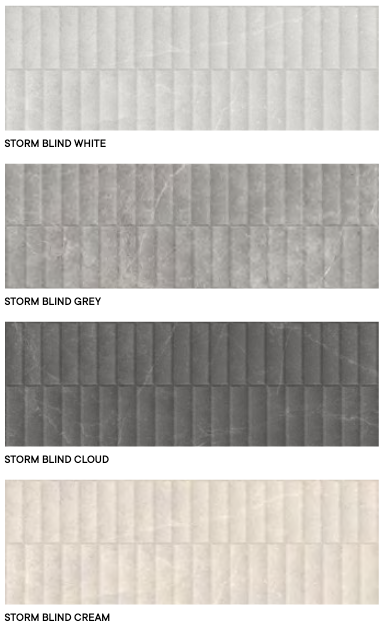 STORM BLIND WHITE
STORM BLIND GREY
STORM BLIND CLOUD
STORM BLIND CREAM